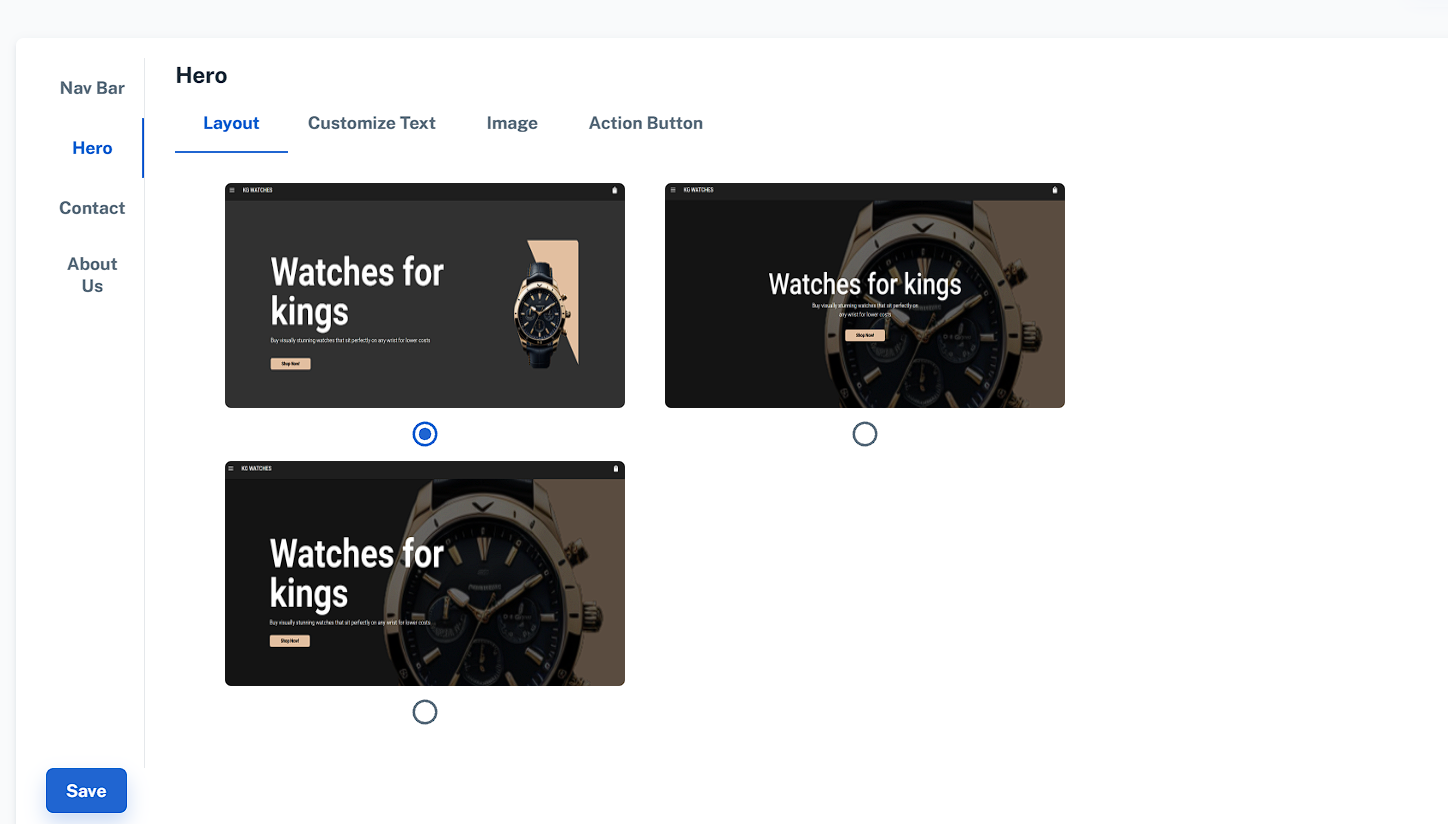 Nav Bar
Hero
Contact
About
Us
Save
Hero
Layout
Customize Text
Image
Action Button
KG WATCHES
Watches for
kings
Buy visually stunning watches that sit perfectly on any wrist for lower costs
Shop Now!
KG WATCHES
Watches for kings
Buy visually stunning watches that sit perfectly on
any wrist for lower costs
Shop Now!
KG WATCHES
Watches for
kings
Buy visually stunning watches that sit perfectly on any wrist for lower costs
Shop Now!